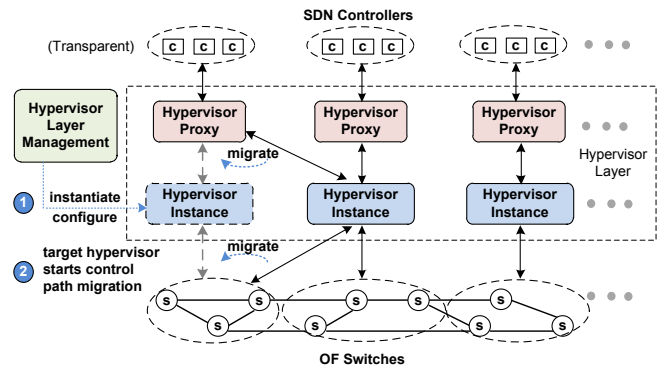 SDN Controllers
(Transparent)
c c c
c c c
c c c
Hypervisor
Layer
Management
Hypervisor
Proxy
Hypervisor
Proxy
Hypervisor
Proxy
migrate
Hypervisor
Layer
1
instantiate
configure
Hypervisor
Instance
Hypervisor
Instance
Hypervisor
Instance
2
target hypervisor
starts control
path migration
migrate
s s s s s
s s s s
OF Switches